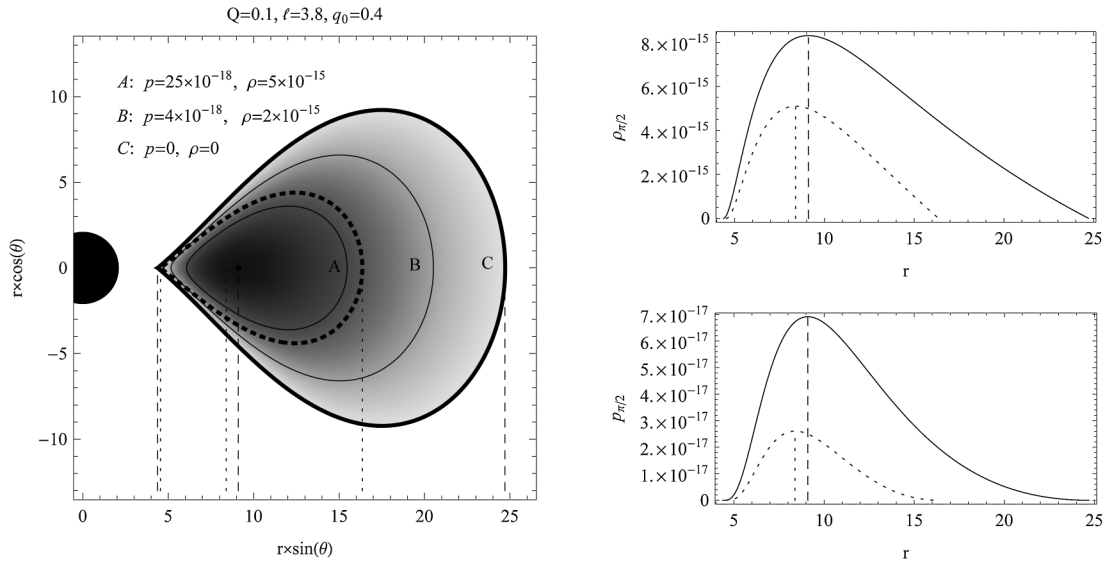 Q=0.1, ℓ=3.8, q₀=0.4
A: p=25×10⁻¹⁸, ρ=5×10⁻¹⁵
B: p=4×10⁻¹⁸, ρ=2×10⁻¹⁵
C: p=0, ρ=0
10
5
0
−5
−10
r×cos(θ)
A
B
C
0 5 10 15 20 25
r×sin(θ)
8.×10⁻¹⁵
6.×10⁻¹⁵
4.×10⁻¹⁵
2.×10⁻¹⁵
0
ρπ/2
5 10 15 20 25
r
7.×10⁻¹⁷
6.×10⁻¹⁷
5.×10⁻¹⁷
4.×10⁻¹⁷
3.×10⁻¹⁷
2.×10⁻¹⁷
1.×10⁻¹⁷
0
pπ/2
5 10 15 20 25
r